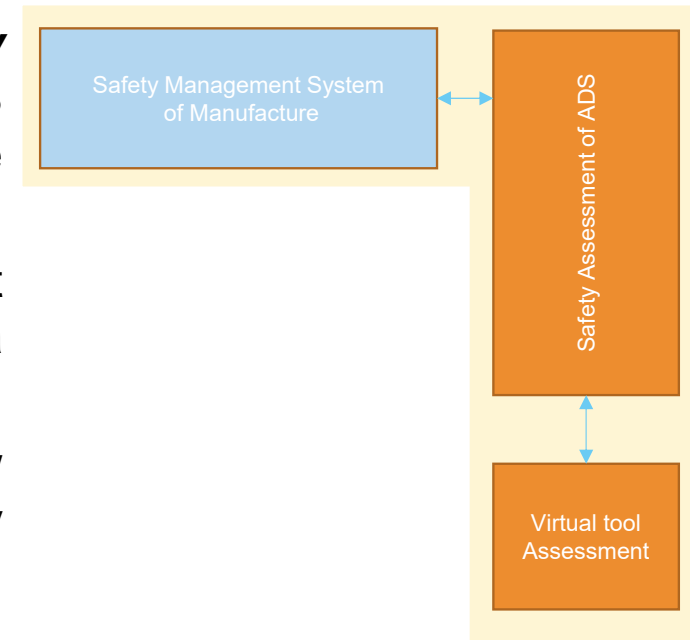 Safety Management System
of Manufacture
Safety Assessment of ADS
Virtual tool
Assessment